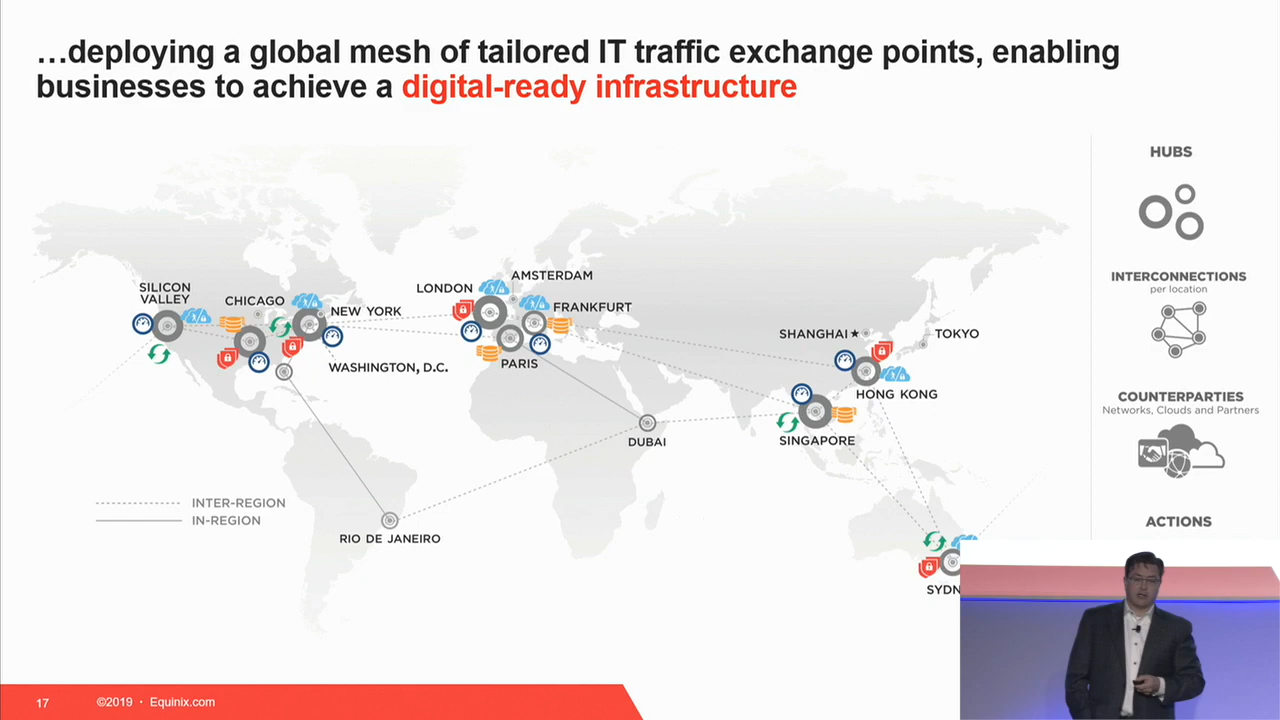 …deploying a global mesh of tailored IT traffic exchange points, enabling
businesses to achieve a digital-ready infrastructure
HUBS
INTERCONNECTIONS
per location
COUNTERPARTIES
Networks, Clouds and Partners
ACTIONS
SILICON
VALLEY
CHICAGO
NEW YORK
WASHINGTON, D.C.
LONDON
AMSTERDAM
FRANKFURT
PARIS
SHANGHAI★
TOKYO
HONG KONG
SINGAPORE
DUBAI
RIO DE JANEIRO
SYDN
INTER-REGION
IN-REGION
17 ©2019 · Equinix.com